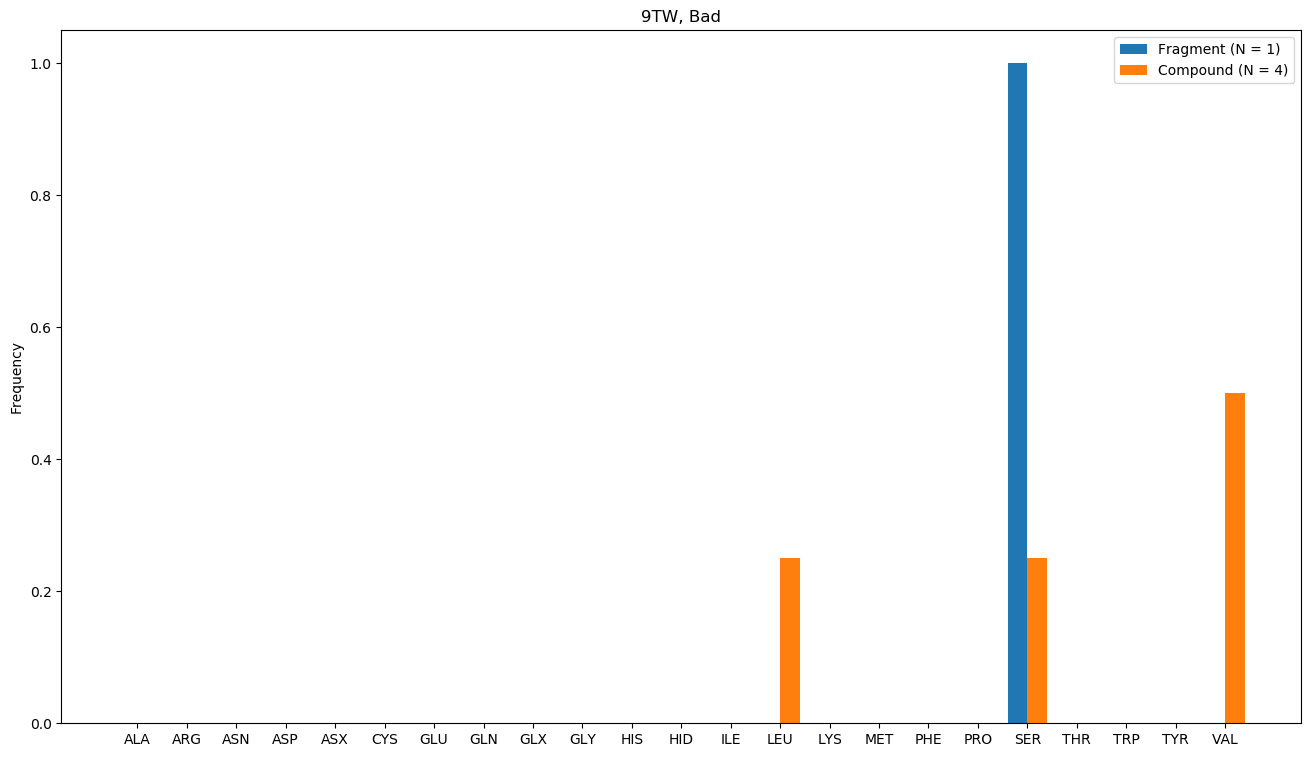 9TW, Bad
Fragment (N = 1)
Compound (N = 4)
Frequency
1.0
0.8
0.6
0.4
0.2
0.0
ALA ARG ASN ASP ASX CYS GLU GLN GLX GLY HIS HID ILE LEU LYS MET PHE PRO SER THR TRP TYR VAL